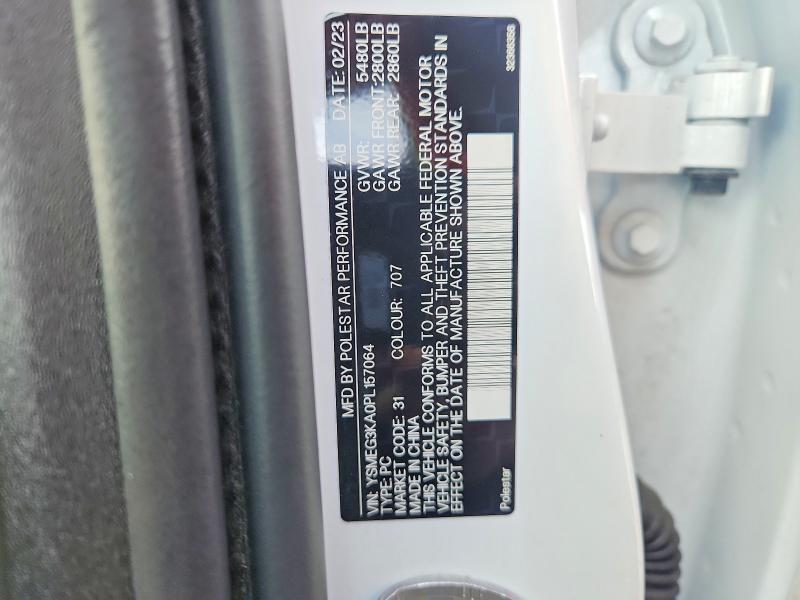 MFD BY POLESTAR PERFORMANCE AB DATE: 02/23
VIN: YSMEG3KA0PL157064 GVWR: 5480LB
TYPE: PC GAWR FRONT: 2800LB
MARKET CODE: 31 COLOUR: 707 GAWR REAR: 2860LB
MADE IN CHINA
THIS VEHICLE CONFORMS TO ALL APPLICABLE FEDERAL MOTOR
VEHICLE SAFETY, BUMPER AND THEFT PREVENTION STANDARDS IN
EFFECT ON THE DATE OF MANUFACTURE SHOWN ABOVE.
Polestar 32386366